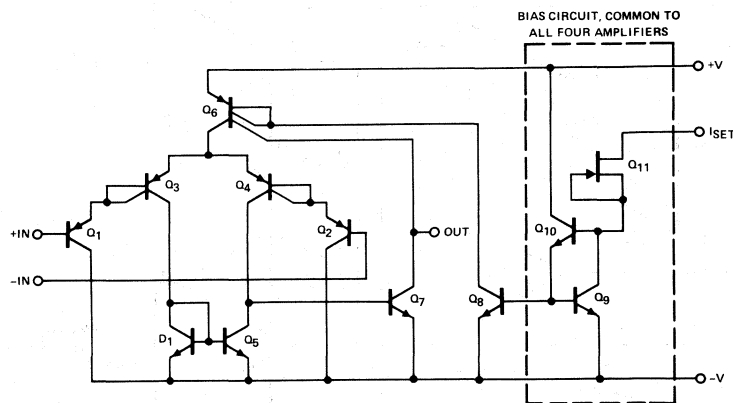 BIAS CIRCUIT, COMMON TO
ALL FOUR AMPLIFIERS
+V
Q6
ISET
Q11
Q3
Q4
+IN
Q1
Q2
Q10
OUT
-IN
Q7
Q8
Q9
D1
Q5
-V